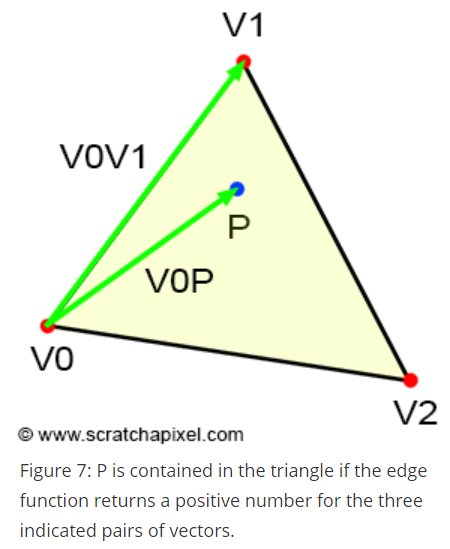 V1
V0V1
P
V0P
V0
V2
© www.scratchapixel.com
Figure 7: P is contained in the triangle if the edge
function returns a positive number for the three
indicated pairs of vectors.